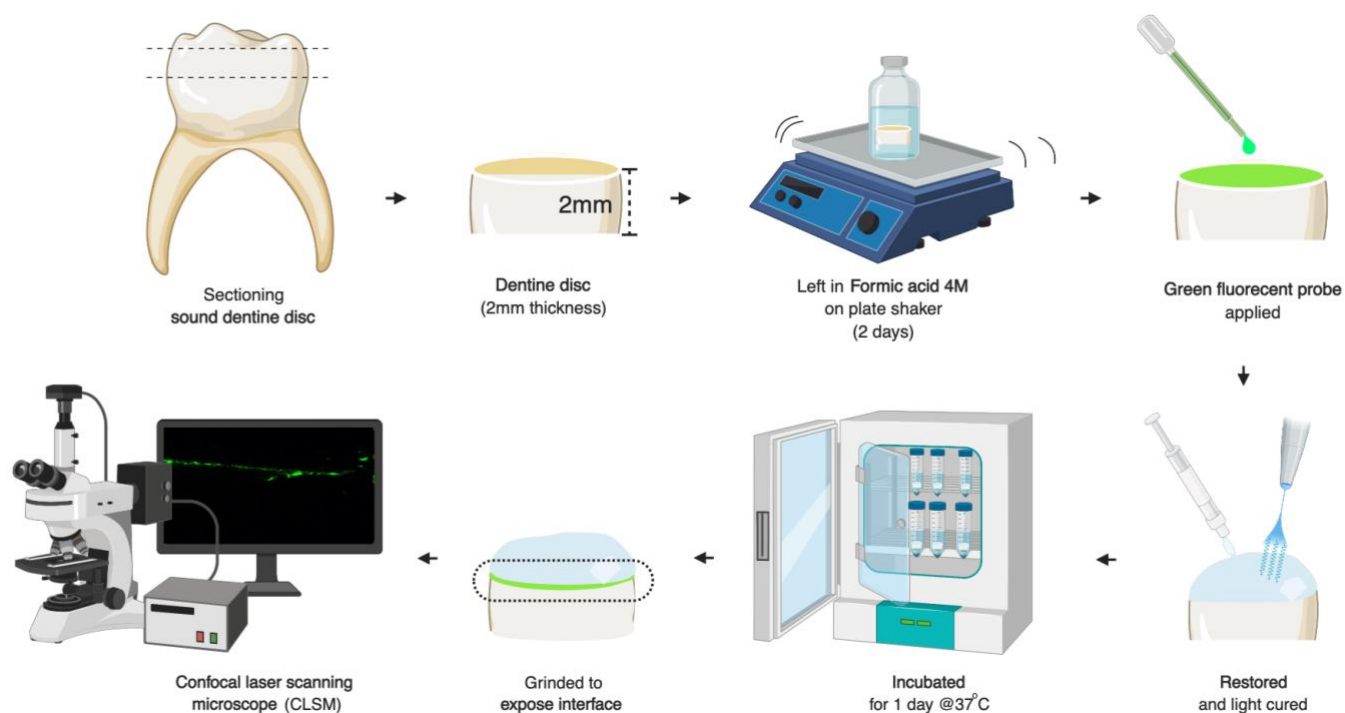 2mm
Sectioning
sound dentine disc
Dentine disc
(2mm thickness)
Left in Formic acid 4M
on plate shaker
(2 days)
Green fluorecent probe
applied
Confocal laser scanning
microscope (CLSM)
Grinded to
expose interface
Incubated
for 1 day @37°C
Restored
and light cured